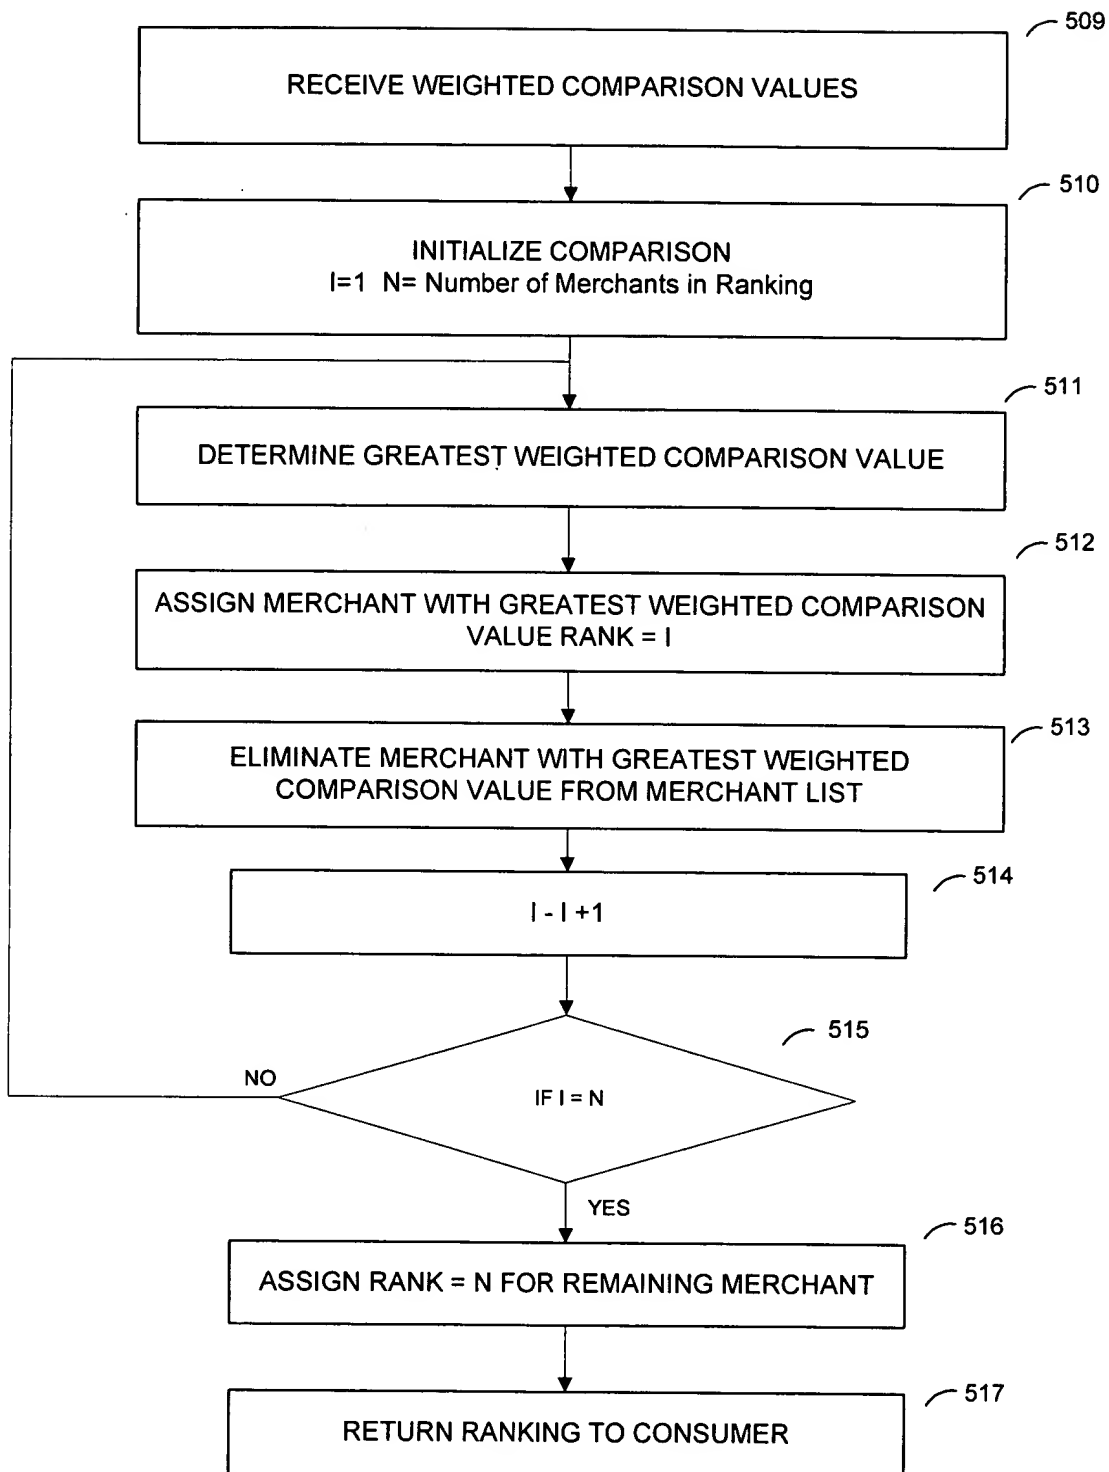 509
RECEIVE WEIGHTED COMPARISON VALUES
510
INITIALIZE COMPARISON
I=1 N= Number of Merchants in Ranking
511
DETERMINE GREATEST WEIGHTED COMPARISON VALUE
512
ASSIGN MERCHANT WITH GREATEST WEIGHTED COMPARISON
VALUE RANK = I
513
ELIMINATE MERCHANT WITH GREATEST WEIGHTED
COMPARISON VALUE FROM MERCHANT LIST
514
I - I +1
515
NO
IF I = N
YES
516
ASSIGN RANK = N FOR REMAINING MERCHANT
517
RETURN RANKING TO CONSUMER